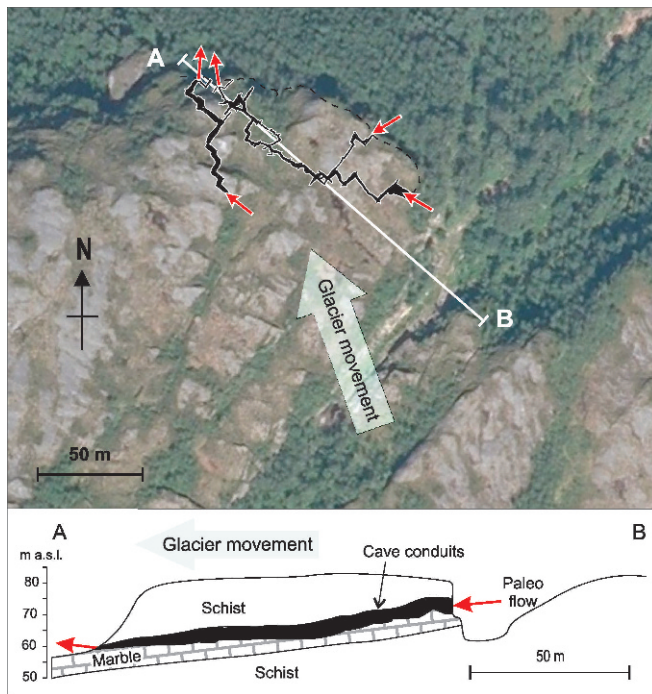 A
N
B
Glacier movement
50 m
A
B
m a.s.l.
Glacier movement
Cave conduits
80
Paleo
flow
70
Schist
60
Marble
50
Schist
50 m